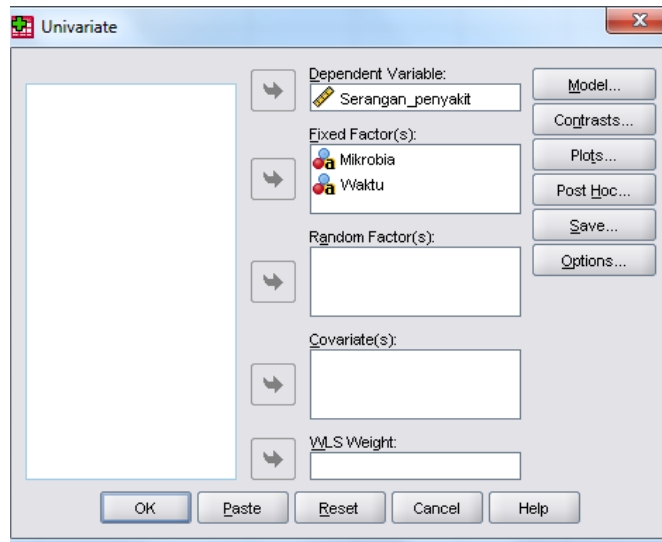 Univariate
Dependent Variable:
Serangan_penyakit
Fixed Factor(s):
a Mikrobia
a Waktu
Random Factor(s):
Covariate(s):
WLS Weight:
Model...
Contrasts...
Plots...
Post Hoc...
Save...
Options...
OK Paste Reset Cancel Help